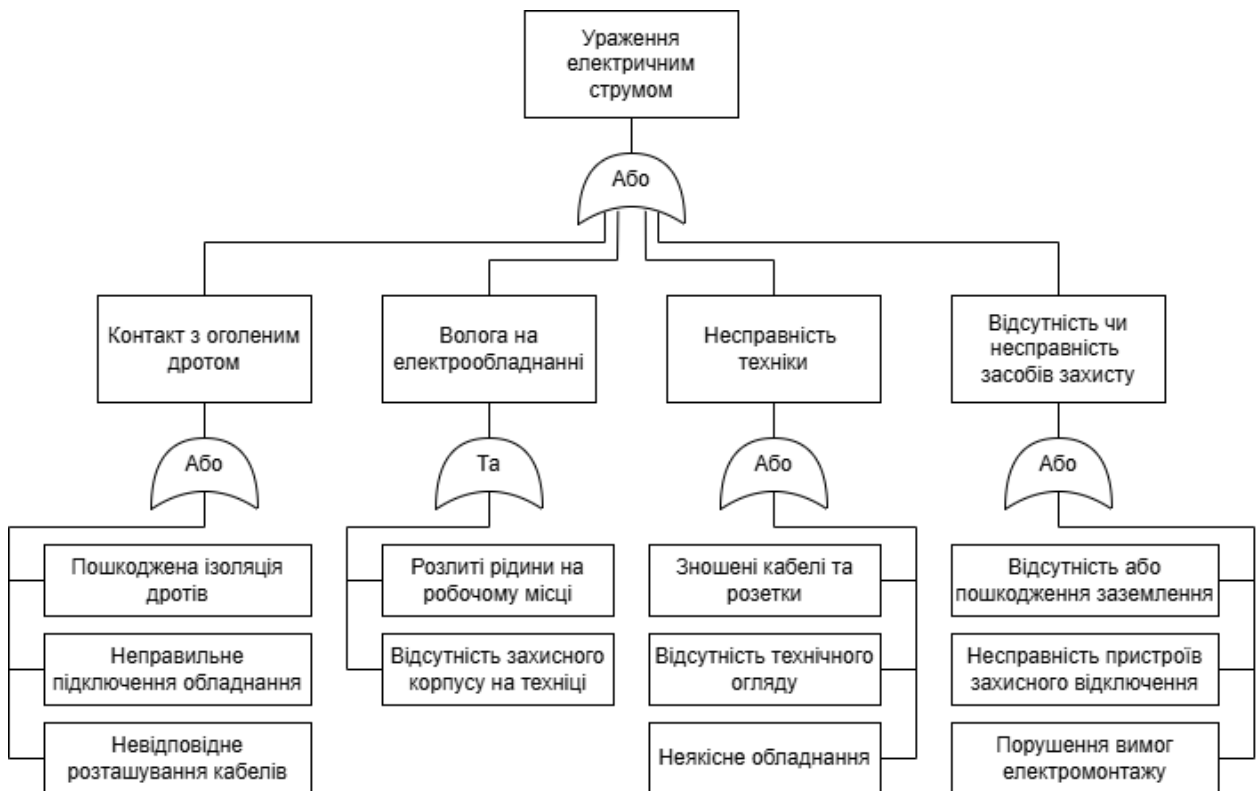 Ураження
електричним
струмом
Або
Контакт з оголеним
дротом
Волога на
електрообладнанні
Несправність
техніки
Відсутність чи
несправність
засобів захисту
Або
Та
Або
Або
Пошкоджена ізоляція
дротів
Неправильне
підключення обладнання
Невідповідне
розташування кабелів
Розлиті рідини на
робочому місці
Відсутність захисного
корпусу на техніці
Зношені кабелі та
розетки
Відсутність технічного
огляду
Неякісне обладнання
Відсутність або
пошкодження заземлення
Несправність пристроїв
захисного відключення
Порушення вимог
електромонтажу